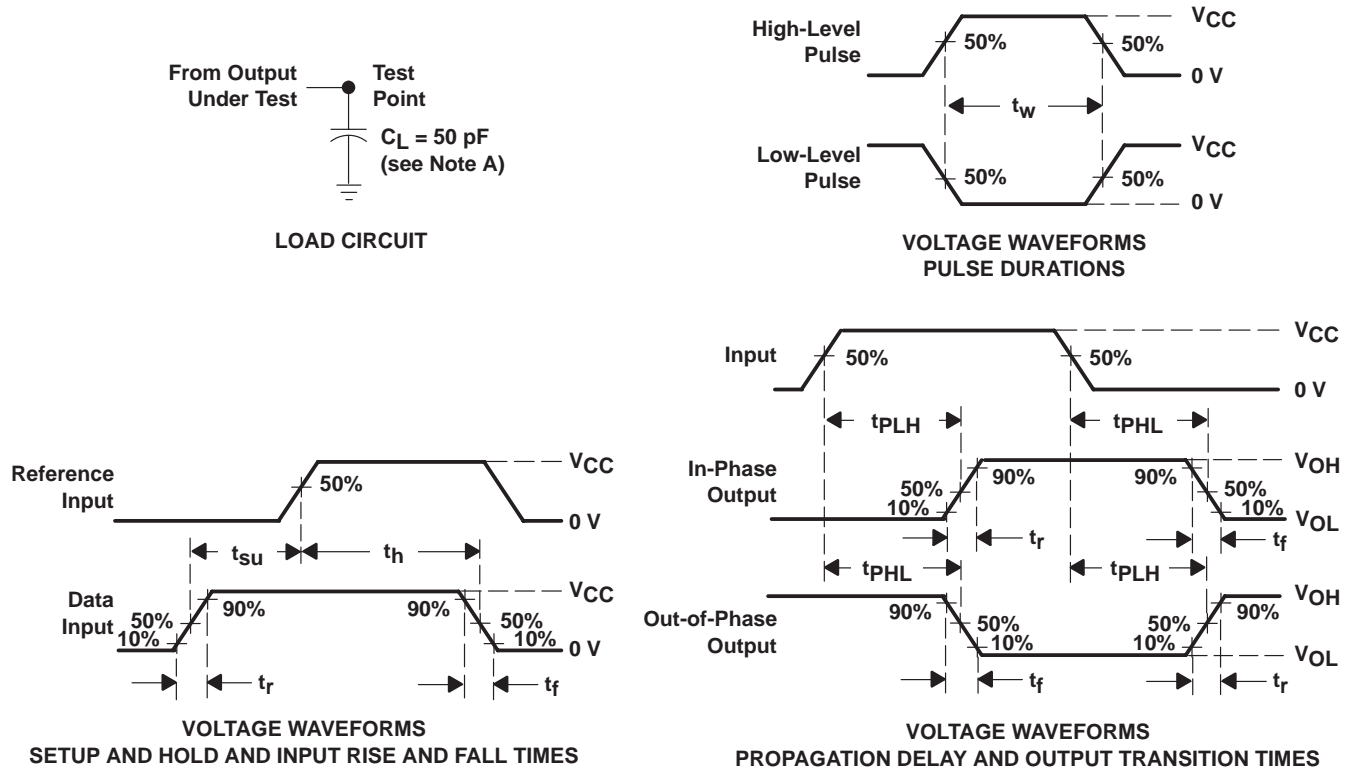 From Output
Under Test
Test
Point
CL = 50 pF
(see Note A)
LOAD CIRCUIT
High-Level
Pulse
50%
50%
VCC
0 V
tw
Low-Level
Pulse
50%
50%
VCC
0 V
VOLTAGE WAVEFORMS
PULSE DURATIONS
Reference
Input
50%
VCC
0 V
tsu
th
Data
Input
50%
10%
90%
90%
50%
10%
VCC
0 V
tr
tf
VOLTAGE WAVEFORMS
SETUP AND HOLD AND INPUT RISE AND FALL TIMES
Input
50%
50%
VCC
0 V
tPLH
tPHL
In-Phase
Output
50%
10%
90%
90%
50%
10%
VOH
VOL
tr
tf
tPHL
tPLH
Out-of-Phase
Output
90%
50%
10%
10%
50%
90%
VOH
VOL
tf
tr
VOLTAGE WAVEFORMS
PROPAGATION DELAY AND OUTPUT TRANSITION TIMES